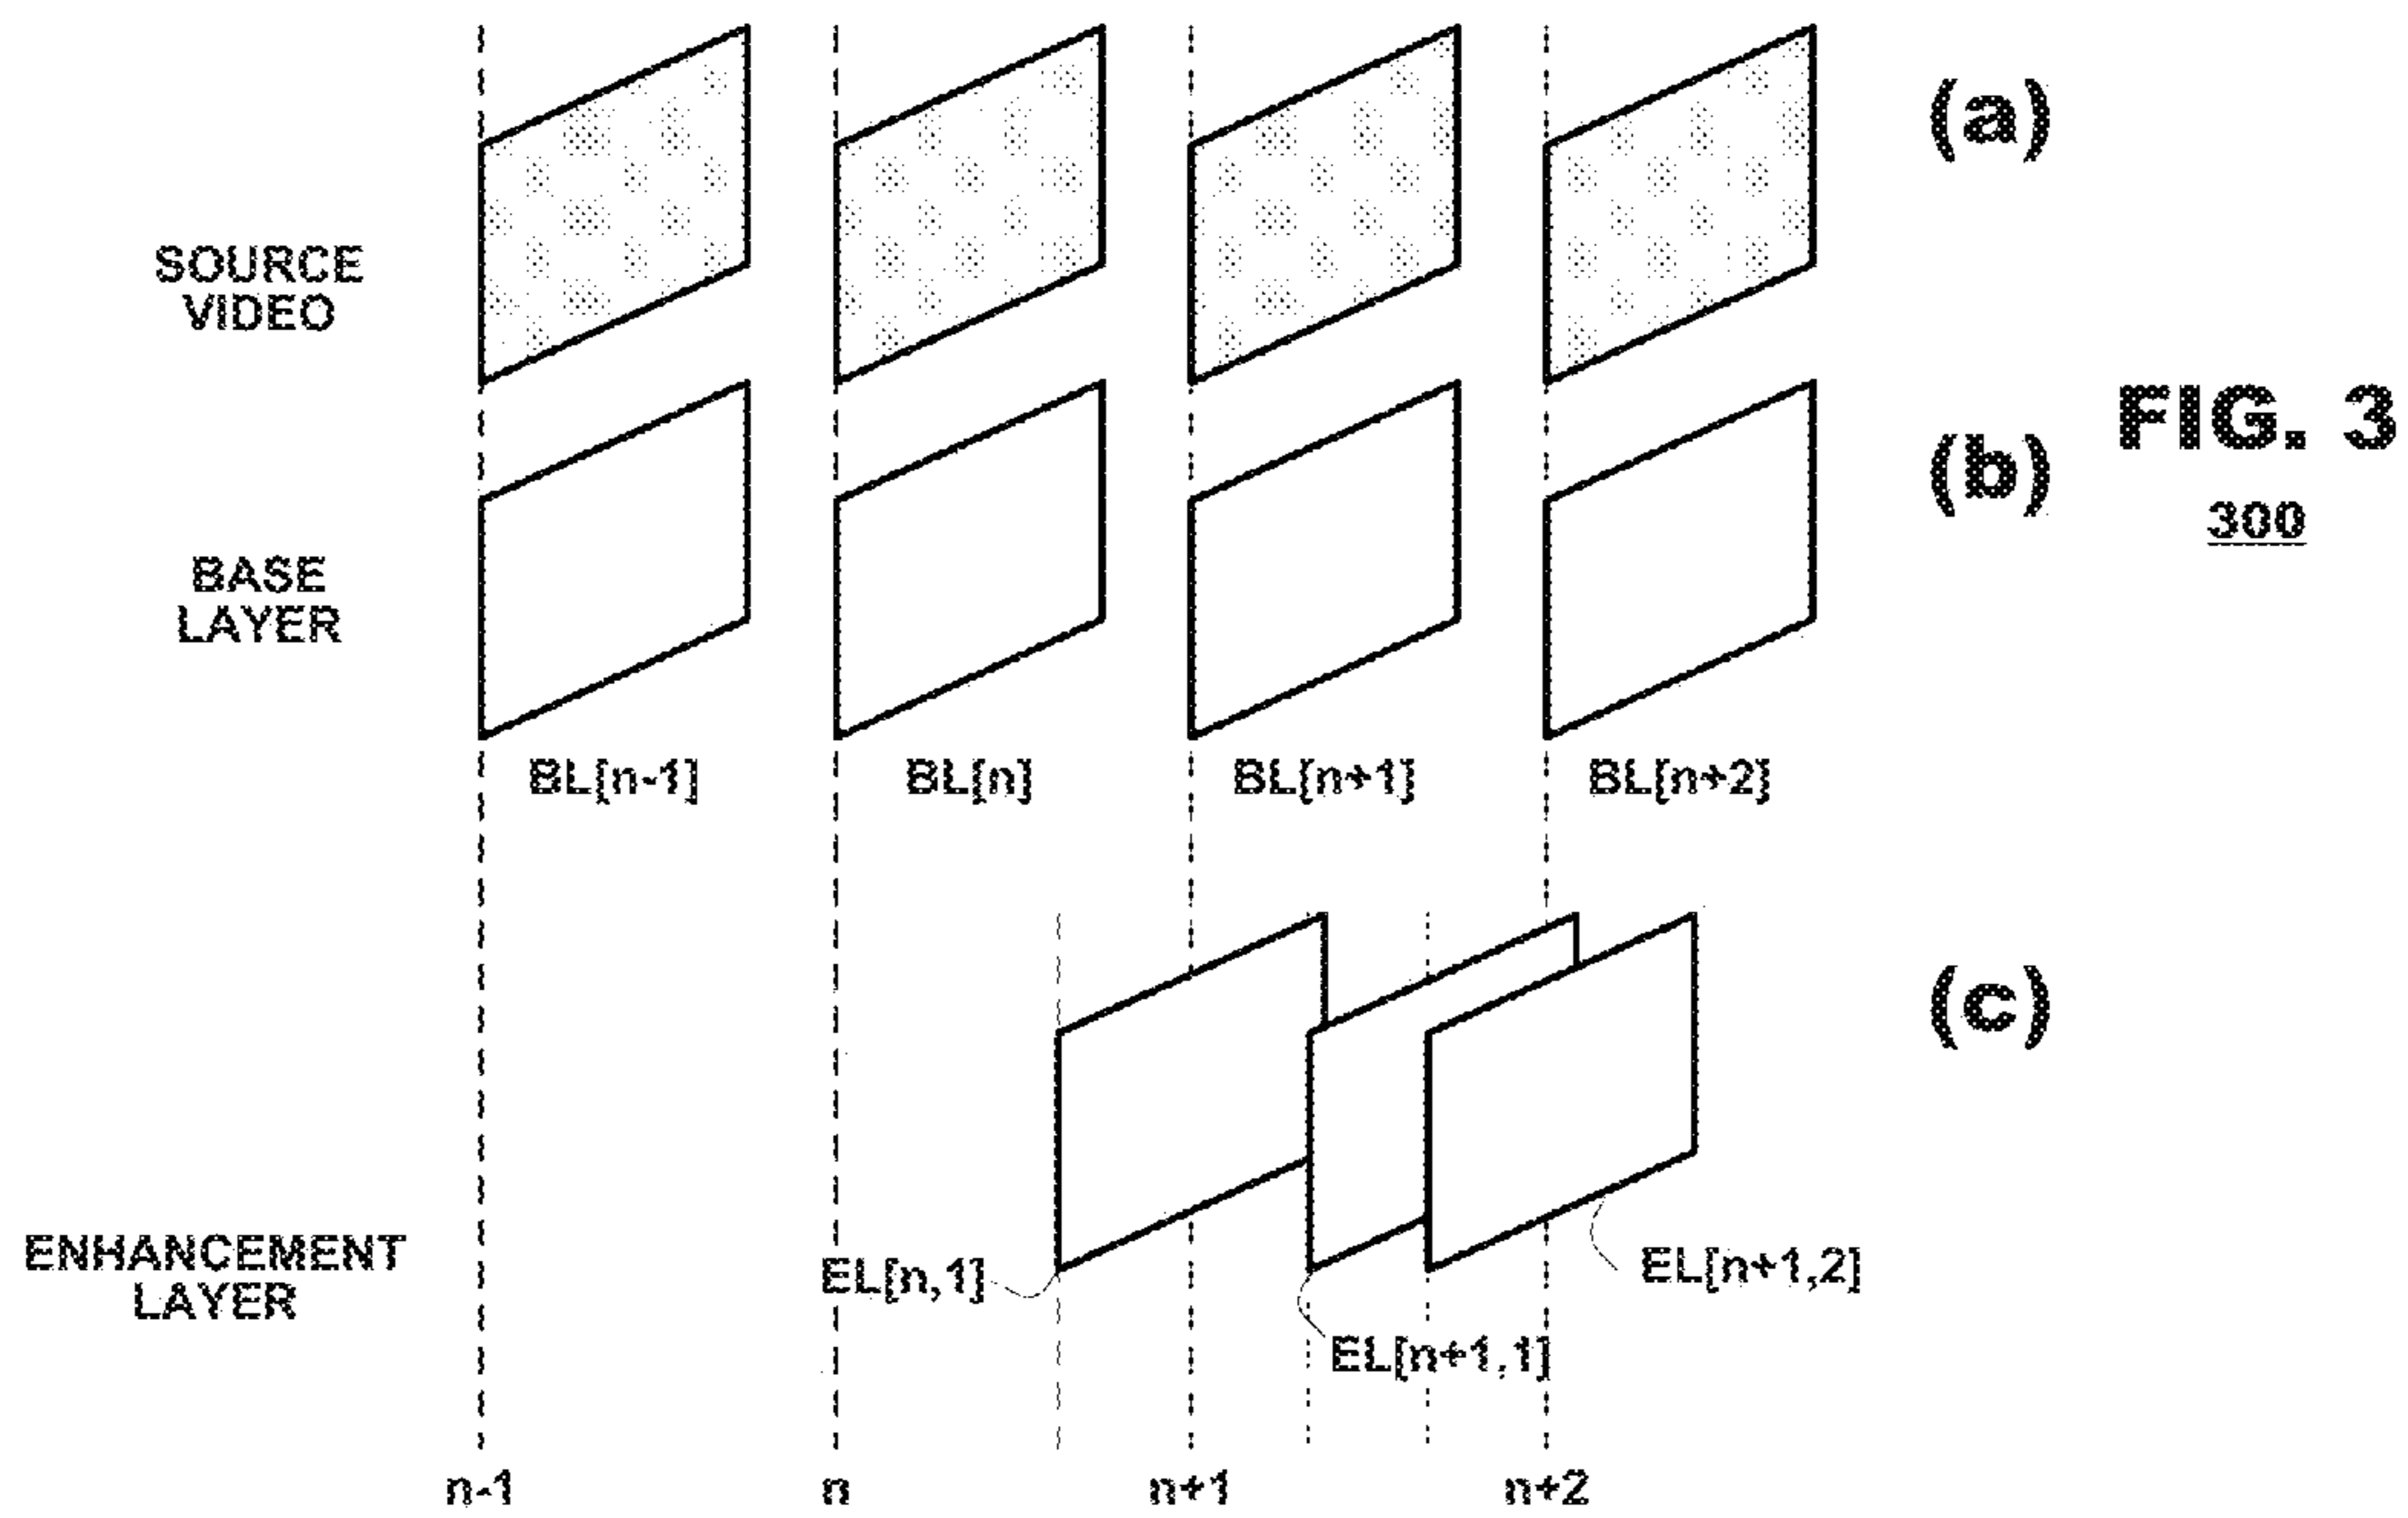 (a)
SOURCE
VIDEO
FIG. 3
(b)
300
BASE
LAYER
BL[n-1]
BL[n]
BL[n+1]
BL[n+2]
(c)
ENHANCEMENT
LAYER
EL[n,1]
EL[n+1,2]
EL[n+1,1]
n-1
n
n+1
n+2